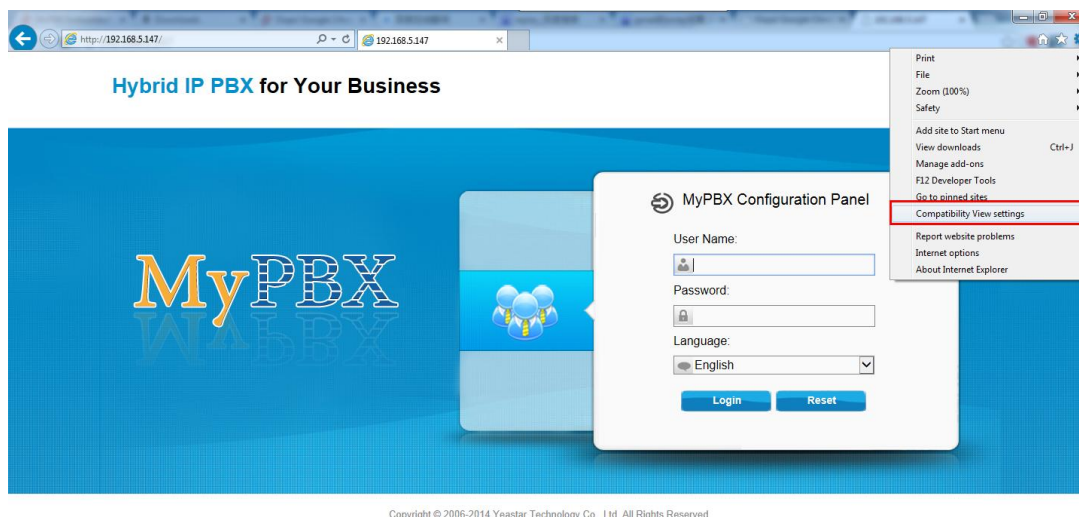 http://192.168.5.147/
192.168.5.147
Hybrid IP PBX for Your Business
Print
File
Zoom (100%)
Safety
Add site to Start menu
View downloads Ctrl+J
Manage add-ons
F12 Developer Tools
Go to pinned sites
Compatibility View settings
Report website problems
Internet options
About Internet Explorer
MyPBX
MyPBX Configuration Panel
User Name:
Password:
Language:
English
Login Reset
Copyright © 2006-2014 Yeastar Technology Co., Ltd. All Rights Reserved